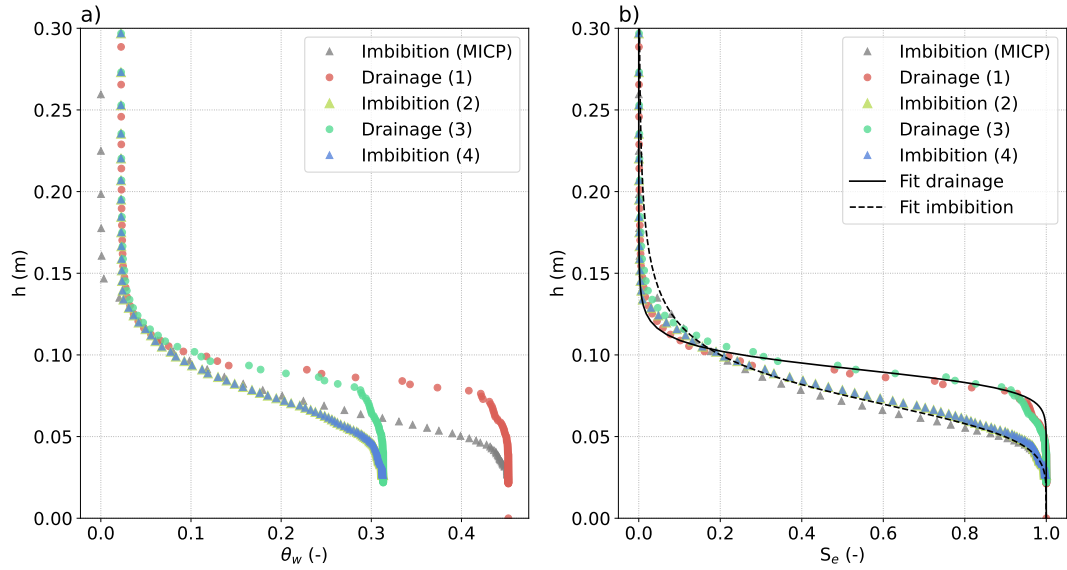 a)
0.30
0.25
0.20
0.15
0.10
0.05
0.00
h (m)
0.0 0.1 0.2 0.3 0.4
θw (-)
Imbibition (MICP)
Drainage (1)
Imbibition (2)
Drainage (3)
Imbibition (4)
b)
0.30
0.25
0.20
0.15
0.10
0.05
0.00
h (m)
0.0 0.2 0.4 0.6 0.8 1.0
Se (-)
Imbibition (MICP)
Drainage (1)
Imbibition (2)
Drainage (3)
Imbibition (4)
Fit drainage
Fit imbibition